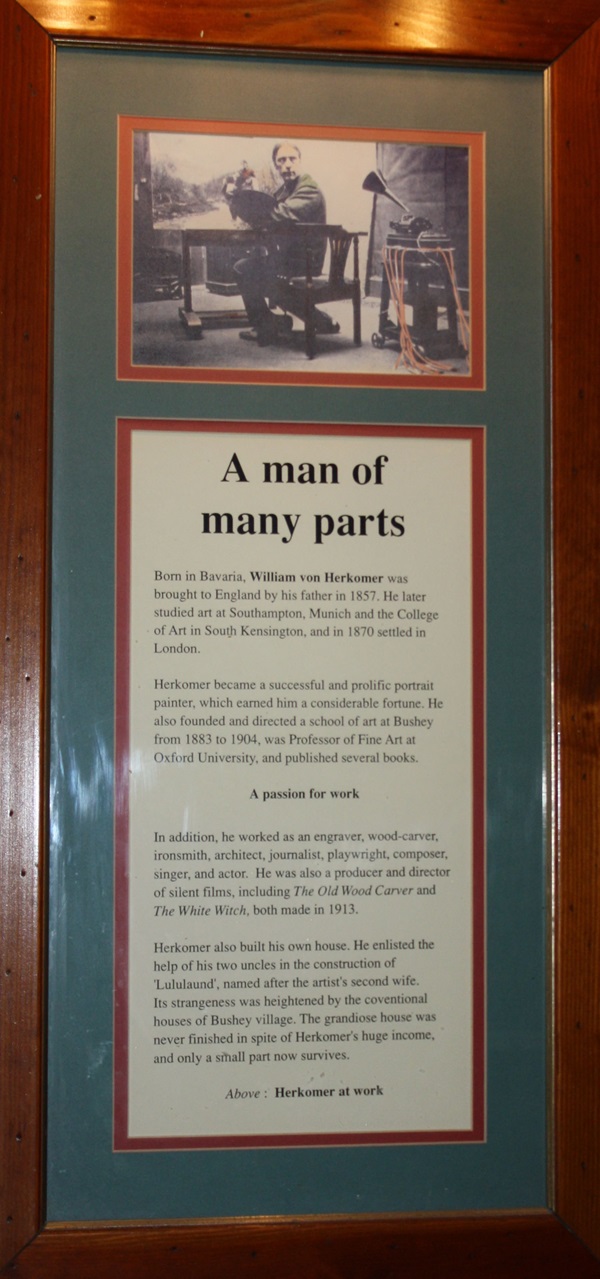 A man of
many parts
Born in Bavaria, William von Herkomer was
brought to England by his father in 1857. He later
studied art at Southampton, Munich and the College
of Art in South Kensington, and in 1870 settled in
London.
Herkomer became a successful and prolific portrait
painter, which earned him a considerable fortune. He
also founded and directed a school of art at Bushey
from 1883 to 1904, was Professor of Fine Art at
Oxford University, and published several books.
A passion for work
In addition, he worked as an engraver, wood-carver,
ironsmith, architect, journalist, playwright, composer,
singer, and actor. He was also a producer and director
of silent films, including The Old Wood Carver and
The White Witch, both made in 1913.
Herkomer also built his own house. He enlisted the
help of his two uncles in the construction of
'Lululaund', named after the artist's second wife.
Its strangeness was heightened by the coventional
houses of Bushey village. The grandiose house was
never finished in spite of Herkomer's huge income,
and only a small part now survives.
Above : Herkomer at work